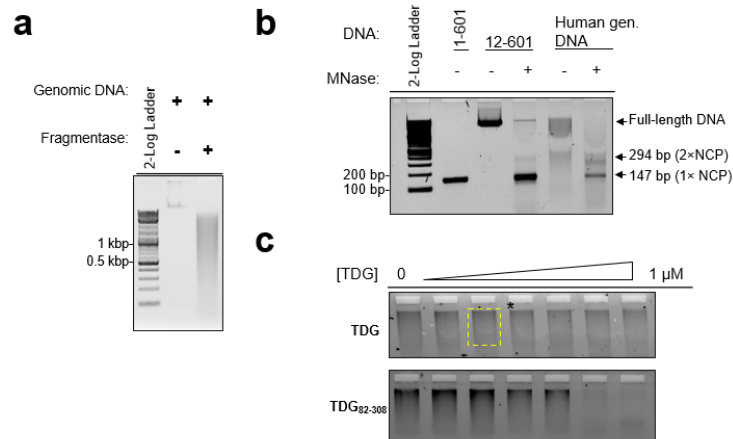 a
Genomic DNA:
Fragmentase:
2-Log Ladder
+ +
- +
1 kbp
0.5 kbp
b
DNA:
MNase:
2-Log Ladder
1-601
12-601
Human gen.
DNA
- - + - +
200 bp
100 bp
Full-length DNA
294 bp (2×NCP)
147 bp (1× NCP)
c
[TDG] 0 1 µM
*
TDG
TDG82-308